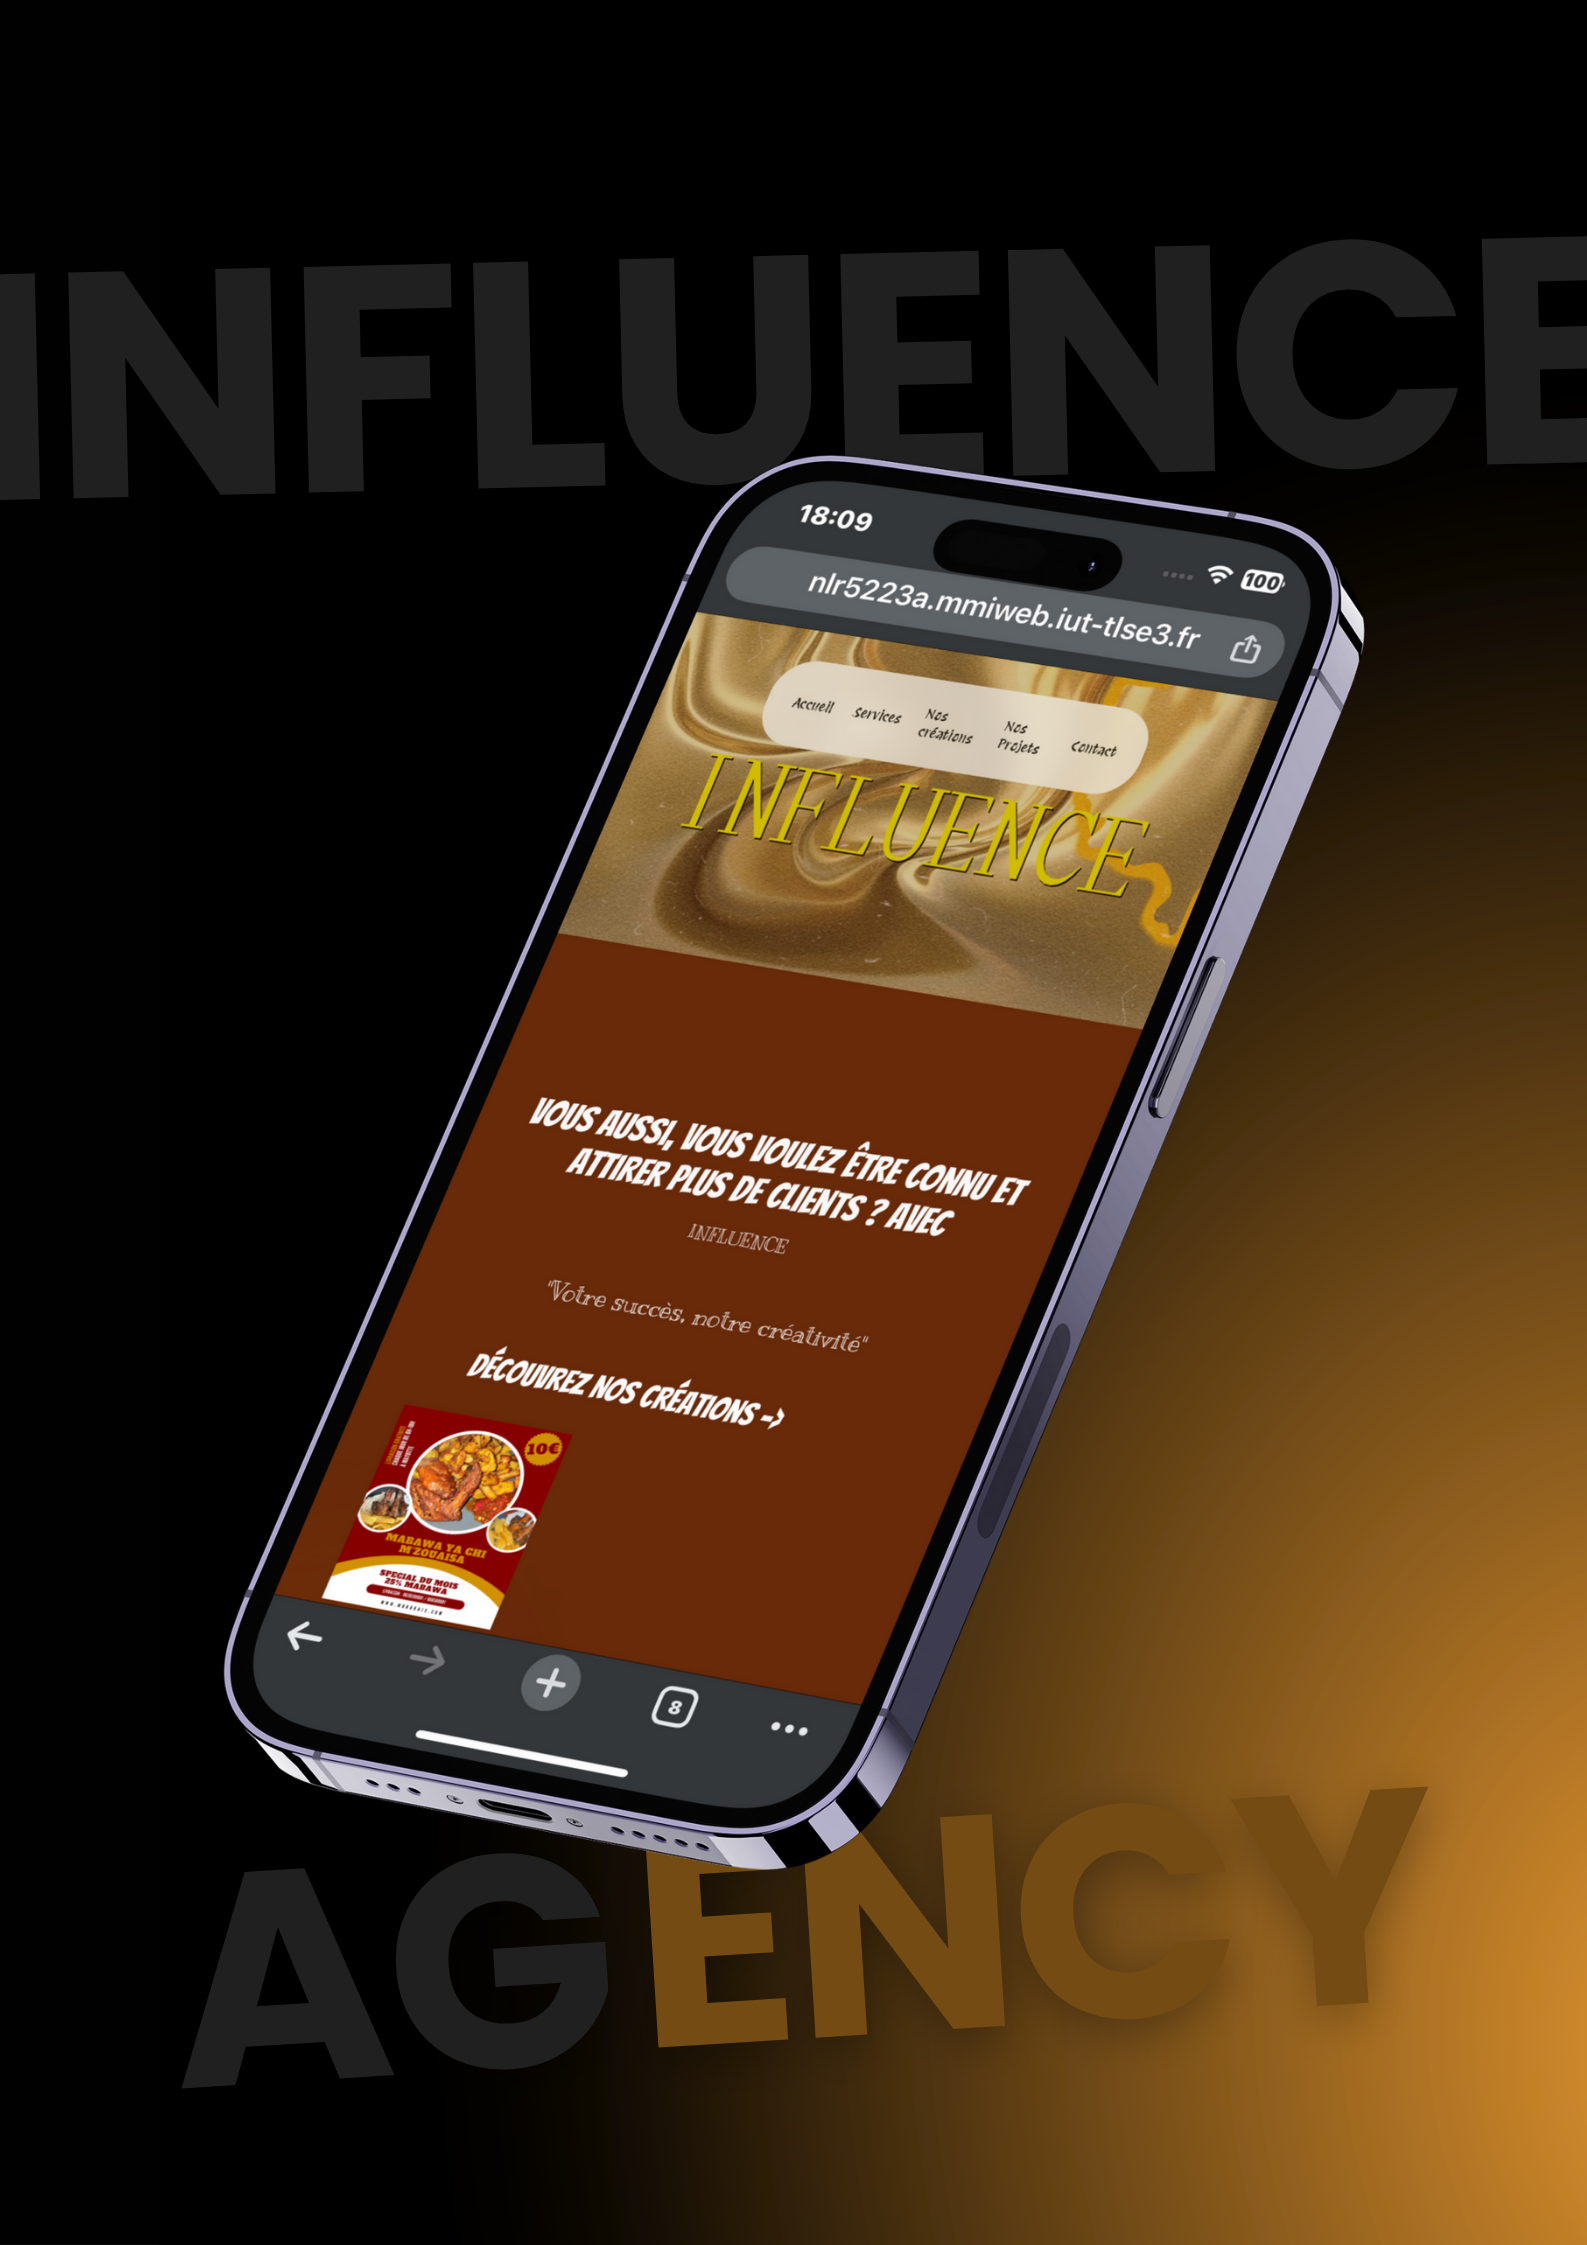 INFLUENCE
18:09
100
nlr5223a.mmiweb.iut-tlse3.fr
Accueil
Services
Nos
créations
Nos
Projets
Contact
INFLUENCE
VOUS AUSSI, VOUS VOULEZ ÊTRE CONNU ET
ATTIRER PLUS DE CLIENTS ? AVEC
INFLUENCE
"Votre succès, notre créativité"
DÉCOUVREZ NOS CRÉATIONS ->
10€
MABAWA YA CHI
M'ZOUAISA
SPECIAL DU MOIS
25% MABAWA
8
AGENCY